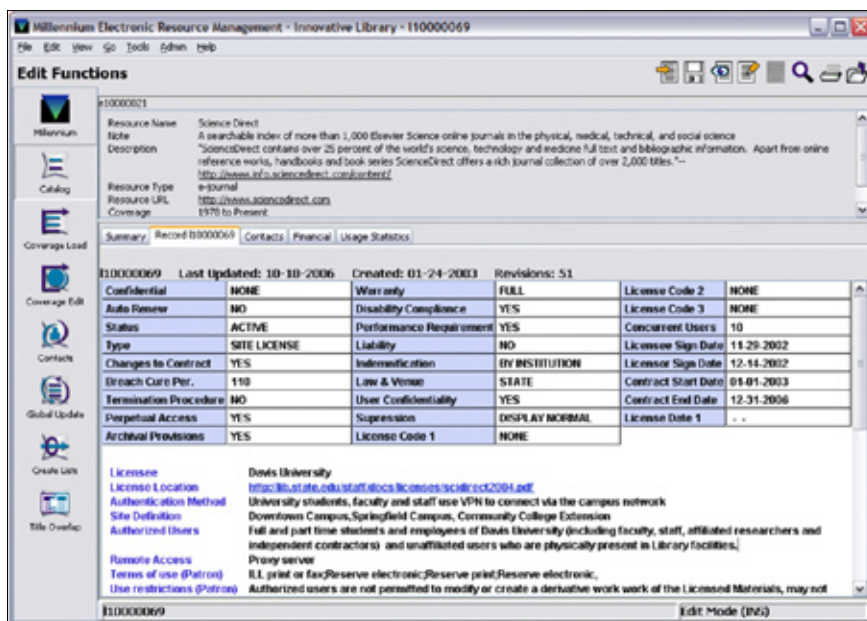 Millennium Electronic Resource Management - Innovative Library - l10000069
File Edit View Go Tools Admin Help
Edit Functions
e10000021
Resource Name Science Direct
Note A searchable index of more than 1,000 Elsevier Science online journals in the physical, medical, technical, and social science
Description "ScienceDirect contains over 25 percent of the world's science, technology and medicine full text and bibliographic information. Apart from online
reference works, handbooks and book series ScienceDirect offers a rich journal collection of over 2,000 titles."--
http://www.info.sciencedirect.com/content/
Resource Type e-journal
Resource URL http://www.sciencedirect.com
Coverage 1978 to Present
Millennium
Catalog
Coverage Load
Coverage Edit
Contacts
Global Update
Create Lists
Title Overlap
Summary Record l10000069 Contacts Financial Usage Statistics
l10000069 Last Updated: 10-18-2006 Created: 01-24-2003 Revisions: 51
Confidential NONE Warranty FULL License Code 2 NONE
Auto Renew NO Disability Compliance YES License Code 3 NONE
Status ACTIVE Performance Requirement YES Concurrent Users 10
Type SITE LICENSE Liability NO Licensee Sign Date 11-29-2002
Changes to Contract YES Indemnification BY INSTITUTION Licensor Sign Date 12-14-2002
Breach Cure Per. 110 Law & Venue STATE Contract Start Date 01-01-2003
Termination Procedure NO User Confidentiality YES Contract End Date 12-31-2006
Perpetual Access YES Supression DISPLAY NORMAL License Date 1 - -
Archival Provisions YES License Code 1 NONE
Licensee Davis University
License Location http://lib.state.edu/staff/docs/licenses/scidirect2004.pdf
Authentication Method University students, faculty and staff use VPN to connect via the campus network
Site Definition Downtown Campus,Springfield Campus, Community College Extension
Authorized Users Full and part time students and employees of Davis University (including faculty, staff, affiliated researchers and
independent contractors) and unaffiliated users who are physically present in Library facilities.
Remote Access Proxy server
Terms of use (Patron) ILL print or fax;Reserve electronic;Reserve print;Reserve electronic,
Use restrictions (Patron) Authorized users are not permitted to modify or create a derivative work work of the Licensed Materials, may not
l10000069 Edit Mode (INS)